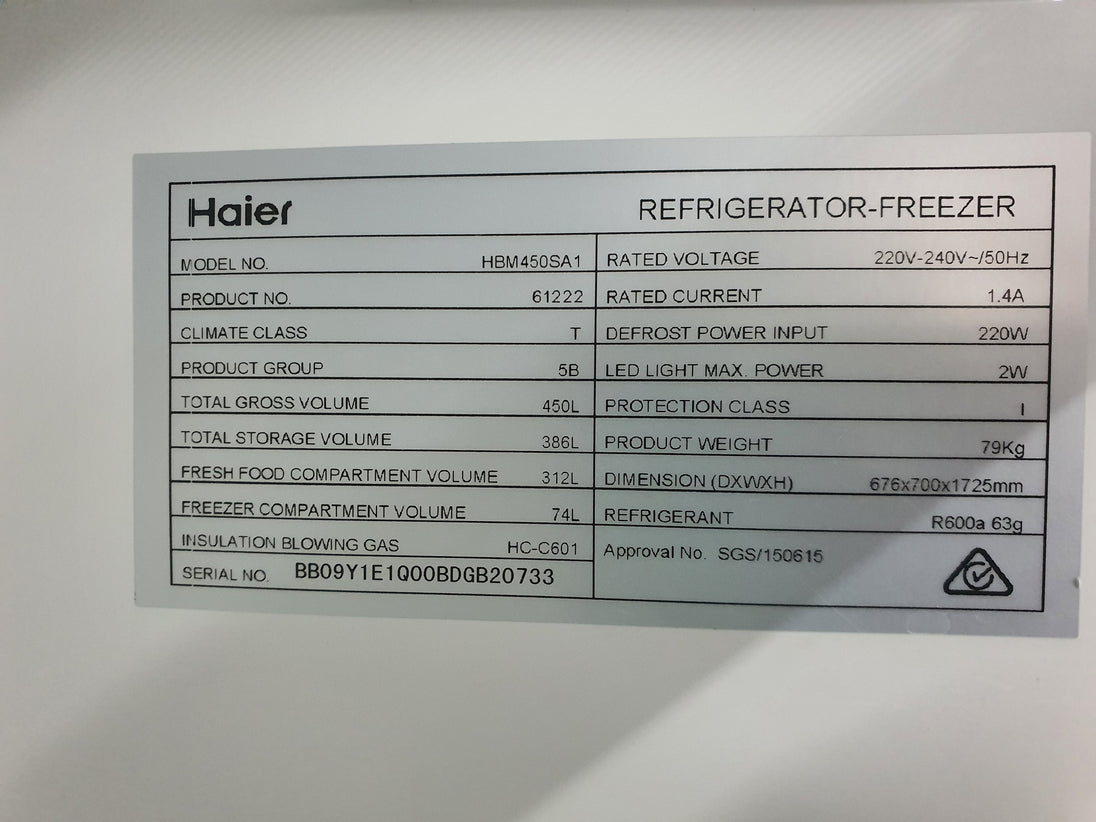 Haier REFRIGERATOR-FREEZER
MODEL NO. HBM450SA1
PRODUCT NO. 61222
CLIMATE CLASS T
PRODUCT GROUP 5B
TOTAL GROSS VOLUME 450L
TOTAL STORAGE VOLUME 386L
FRESH FOOD COMPARTMENT VOLUME 312L
FREEZER COMPARTMENT VOLUME 74L
INSULATION BLOWING GAS HC-C601
SERIAL NO. BB09Y1E1Q00BDGB20733
RATED VOLTAGE 220V-240V~/50Hz
RATED CURRENT 1.4A
DEFROST POWER INPUT 220W
LED LIGHT MAX. POWER 2W
PROTECTION CLASS I
PRODUCT WEIGHT 79Kg
DIMENSION (DXWXH) 676x700x1725mm
REFRIGERANT R600a 63g
Approval No. SGS/150615